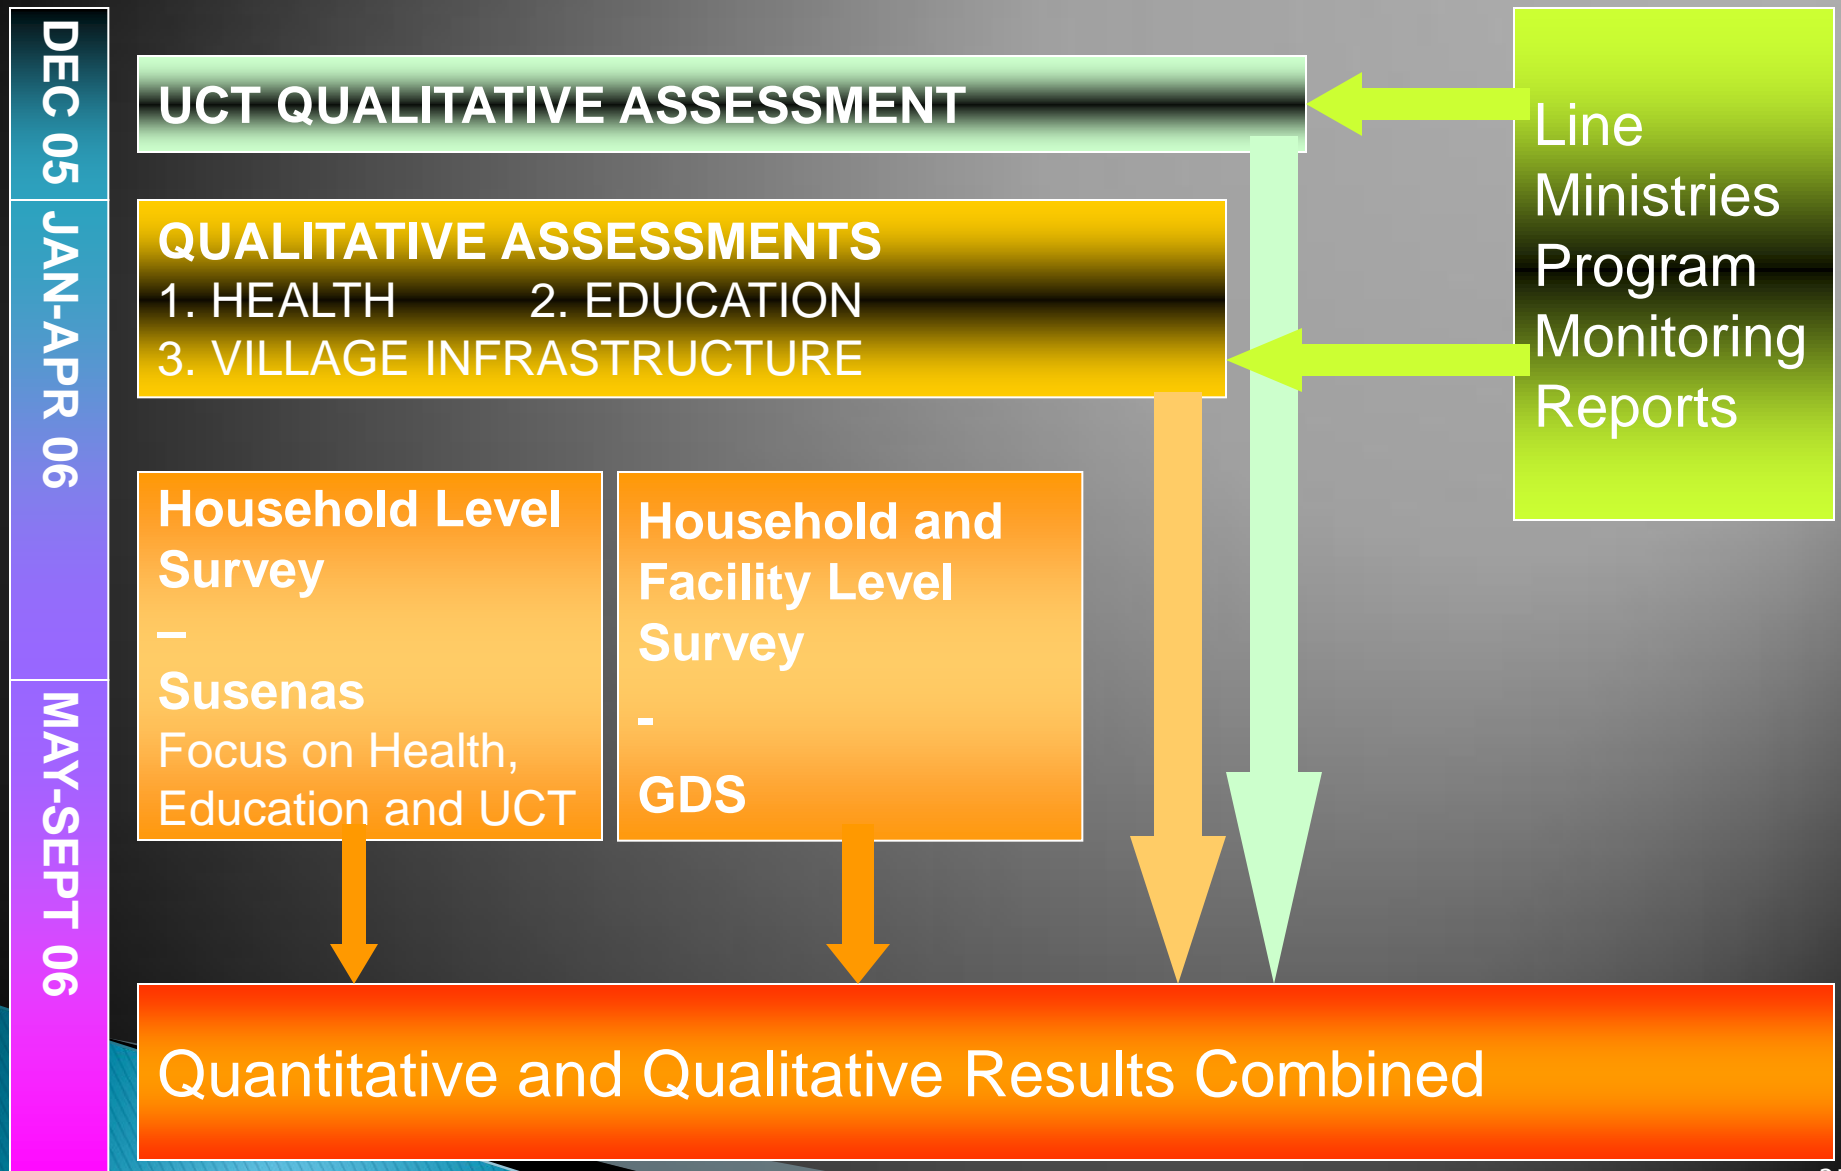 DEC 05
JAN-APR 06
MAY-SEPT 06
UCT QUALITATIVE ASSESSMENT
QUALITATIVE ASSESSMENTS
1. HEALTH 2. EDUCATION
3. VILLAGE INFRASTRUCTURE
Line
Ministries
Program
Monitoring
Reports
Household Level
Survey
–
Susenas
Focus on Health,
Education and UCT
Household and
Facility Level
Survey
-
GDS
Quantitative and Qualitative Results Combined